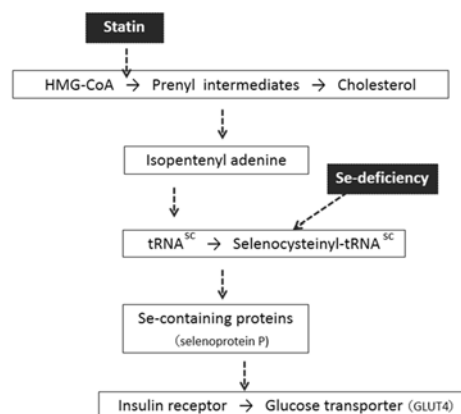 Statin
HMG-CoA → Prenyl intermediates → Cholesterol
Isopentenyl adenine
Se-deficiency
tRNA^SC → Selenocysteinyl-tRNA^SC
Se-containing proteins
(selenoprotein P)
Insulin receptor → Glucose transporter (GLUT4)